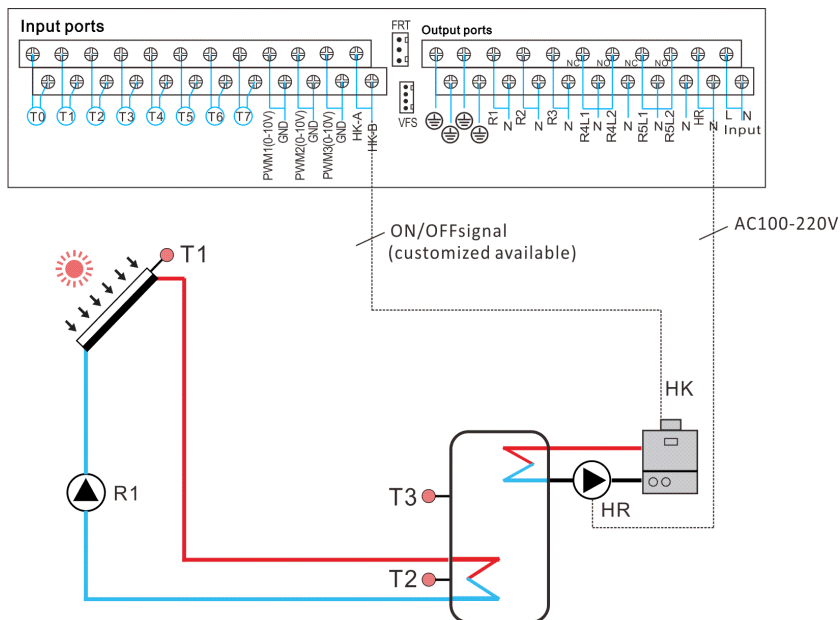 Input ports
FRT
Output ports
NC NO NC NO
T0 T1 T2 T3 T4 T5 T6 T7
PWM1(0-10V)
GND
PWM2(0-10V)
GND
PWM3(0-10V)
GND
HK-A
HK-B
VFS
R1
N
R2
N
R3
N
R4L1
N
R4L2
N
R5L1
N
R5L2
N
HR
N
L N
Input
ON/OFFsignal
(customized available)
AC100-220V
T1
HK
R1
T3
HR
T2